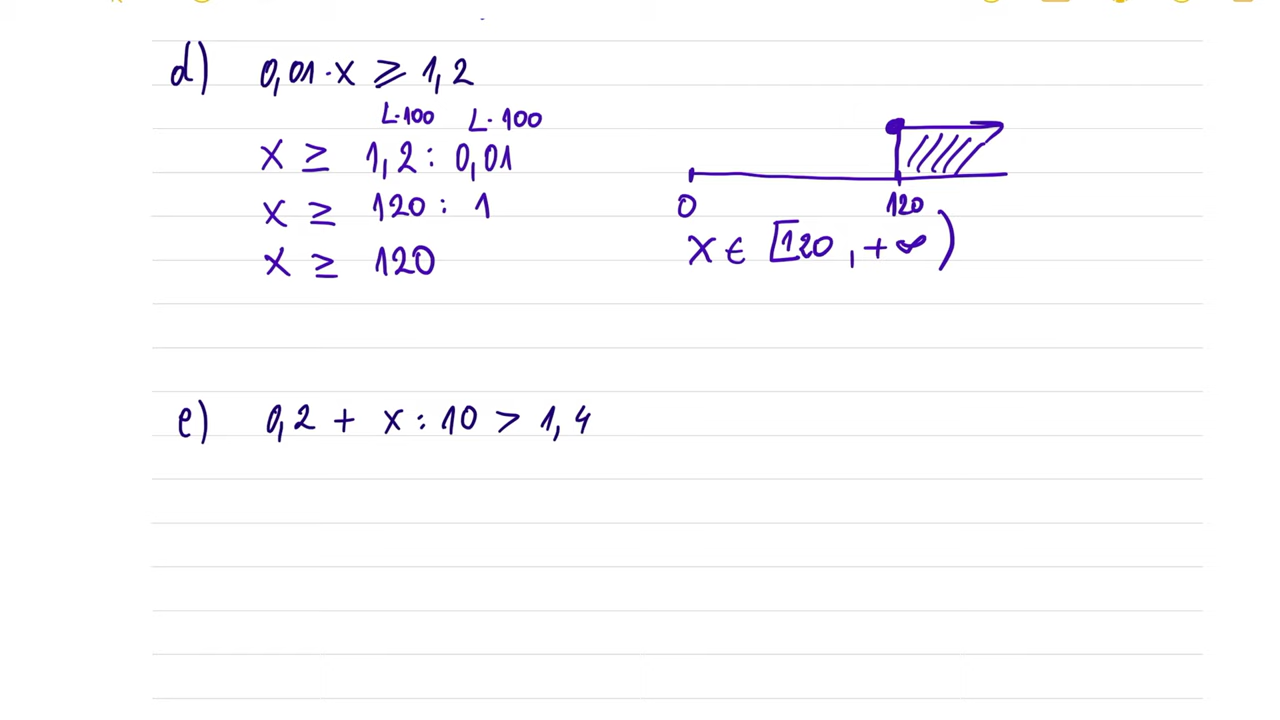 d) 0,01·x ≥ 1,2
L·100 L·100
x ≥ 1,2 : 0,01
x ≥ 120 : 1
x ≥ 120
0 120
x ∈ [120, +∞)
e) 0,2 + x : 10 > 1,4